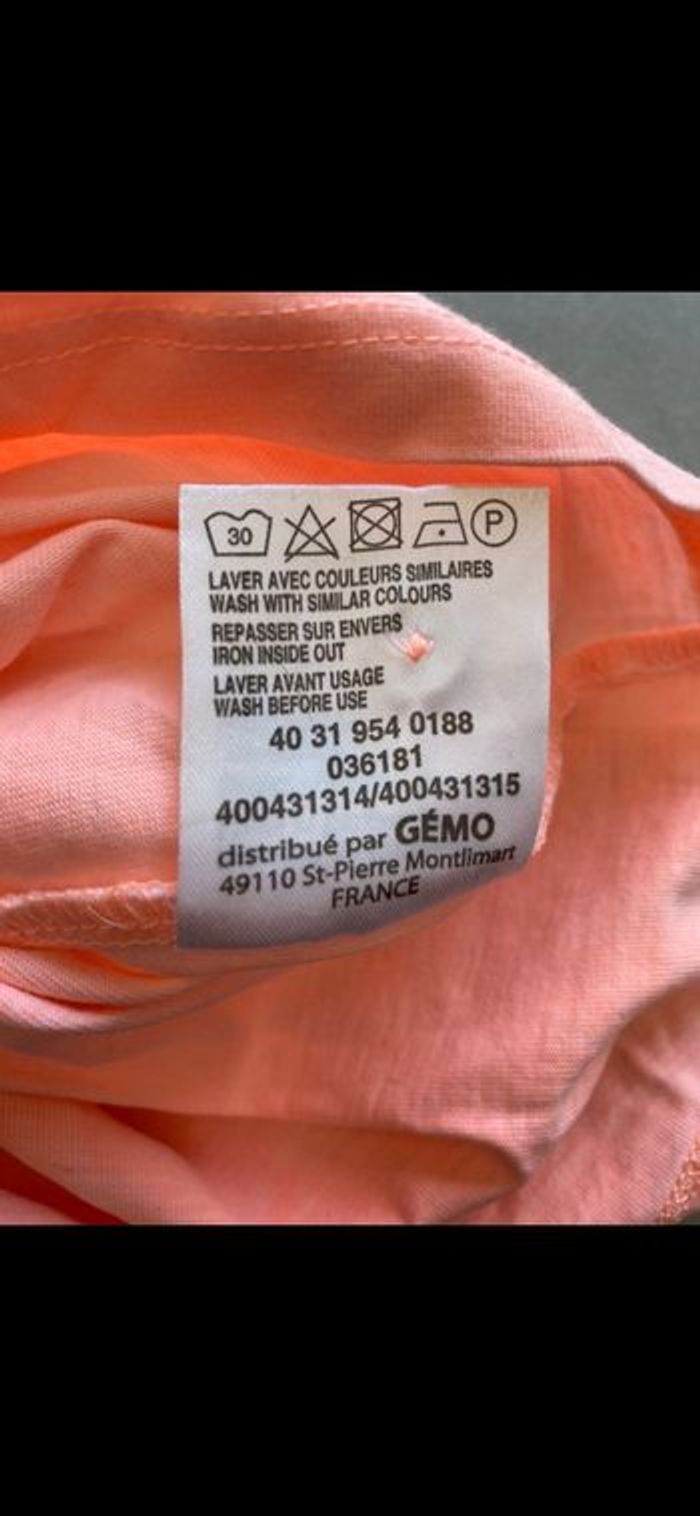 30 P
LAVER AVEC COULEURS SIMILAIRES
WASH WITH SIMILAR COLOURS
REPASSER SUR ENVERS
IRON INSIDE OUT
LAVER AVANT USAGE
WASH BEFORE USE
40 31 954 0188
036181
400431314/400431315
distribué par GÉMO
49110 St-Pierre Montlimart
FRANCE